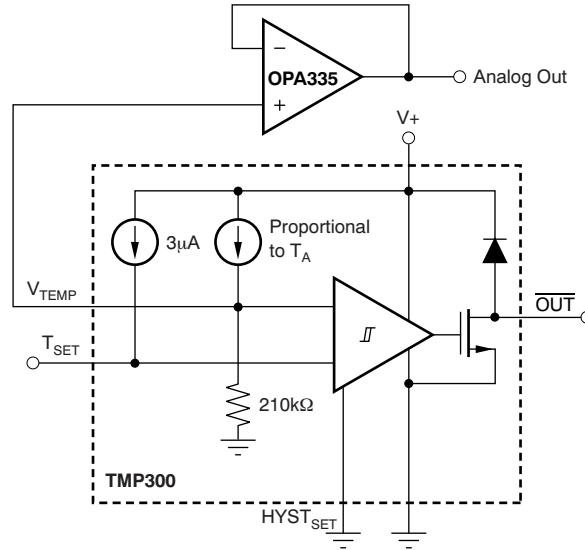 −
OPA335
+
Analog Out
V+
3μA
Proportional
to T_A
V_TEMP
T_SET
OUT
210kΩ
TMP300
HYST_SET